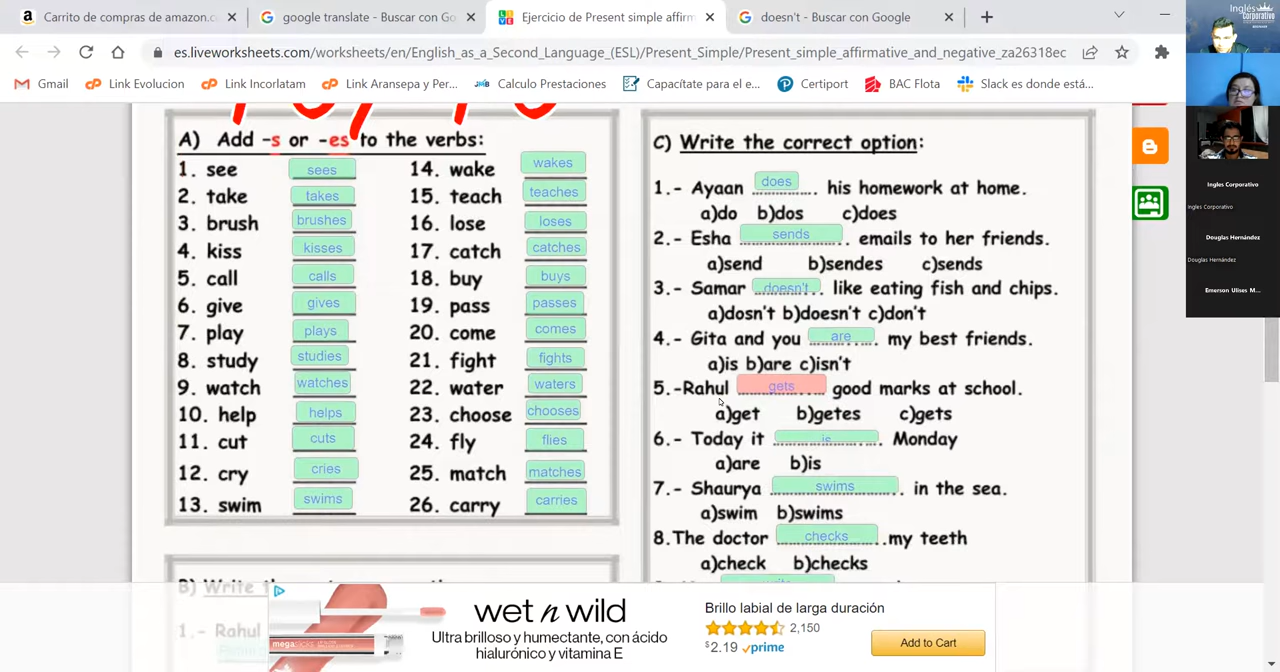 Carrito de compras de amazon.c
google translate - Buscar con Go
Ejercicio de Present simple affirm
doesn't - Buscar con Google
es.liveworksheets.com/worksheets/en/English_as_a_Second_Language_(ESL)/Present_Simple/Present_simple_affirmative_and_negative_za26318ec
Gmail
Link Evolucion
Link Incorlatam
Link Aransepa y Per...
Calculo Prestaciones
Capacítate para el e...
Certiport
BAC Flota
Slack es donde está...
A) Add -s or -es to the verbs:
1. see sees
2. take takes
3. brush brushes
4. kiss kisses
5. call calls
6. give gives
7. play plays
8. study studies
9. watch watches
10. help helps
11. cut cuts
12. cry cries
13. swim swims
14. wake wakes
15. teach teaches
16. lose loses
17. catch catches
18. buy buys
19. pass passes
20. come comes
21. fight fights
22. water waters
23. choose chooses
24. fly flies
25. match matches
26. carry carries
C) Write the correct option:
1.- Ayaan does his homework at home.
a)do b)dos c)does
2.- Esha sends. emails to her friends.
a)send b)sendes c)sends
3.- Samar doesn't. like eating fish and chips.
a)dosn't b)doesn't c)don't
4.- Gita and you are. my best friends.
a)is b)are c)isn't
5.-Rahul gets good marks at school.
a)get b)getes c)gets
6.- Today it is. Monday
a)are b)is
7.- Shaurya swims. in the sea.
a)swim b)swims
8.The doctor checks.my teeth
a)check b)checks
B) Write
1.- Rahul
wet n wild
Ultra brilloso y humectante, con ácido
hialurónico y vitamina E
Brillo labial de larga duración
2,150
$2.19 prime
Add to Cart
Inglés
Corporativo
Ingles Corporativo
Ingles Corporativo
Douglas Hernández
Douglas Hernández
Emerson Ulises M...